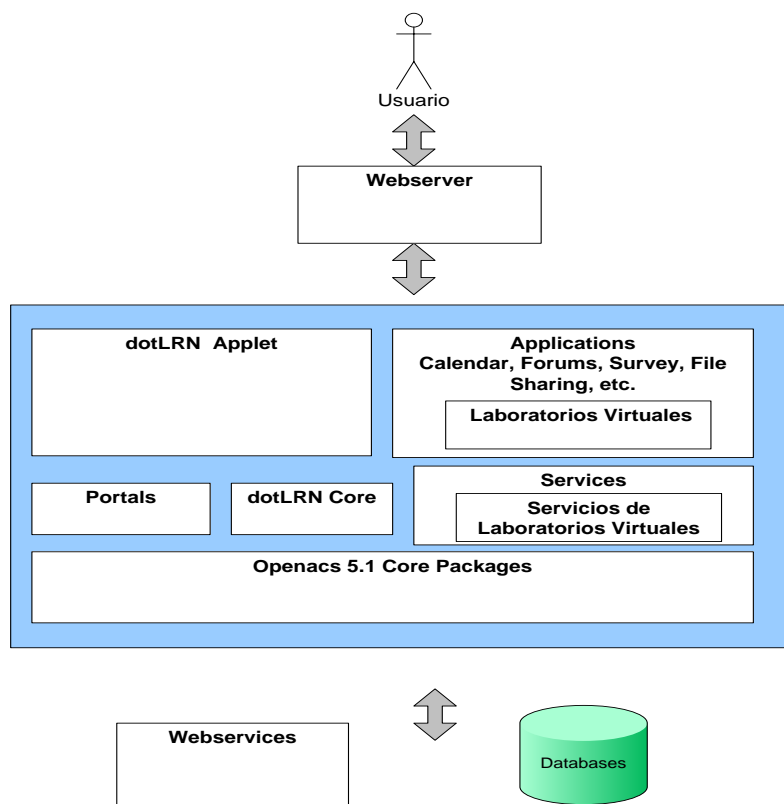 Usuario
Webserver
dotLRN Applet
Applications
Calendar, Forums, Survey, File
Sharing, etc.
Laboratorios Virtuales
Portals
dotLRN Core
Services
Servicios de
Laboratorios Virtuales
Openacs 5.1 Core Packages
Webservices
Databases